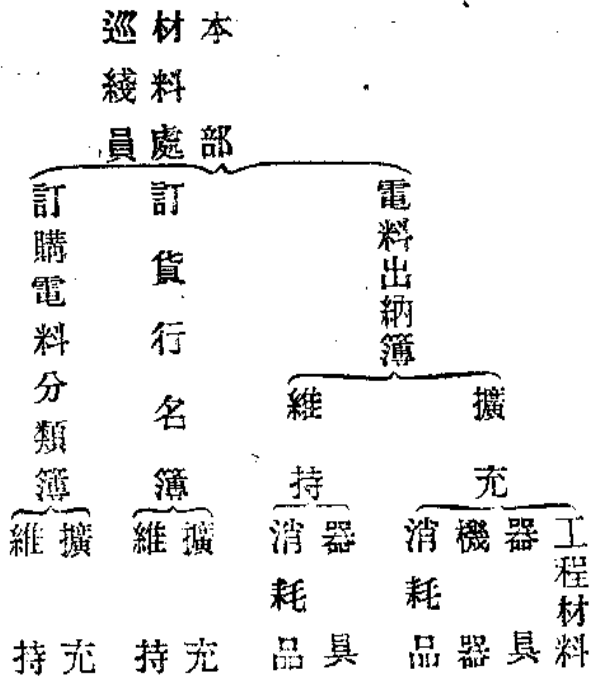 本部
材料處
巡綫員
電料出納簿
擴充
工程材料
器具
機器
消耗品
維持
器具
消耗品
訂貨行名簿
擴充
維持
訂購電料分類簿
擴充
維持